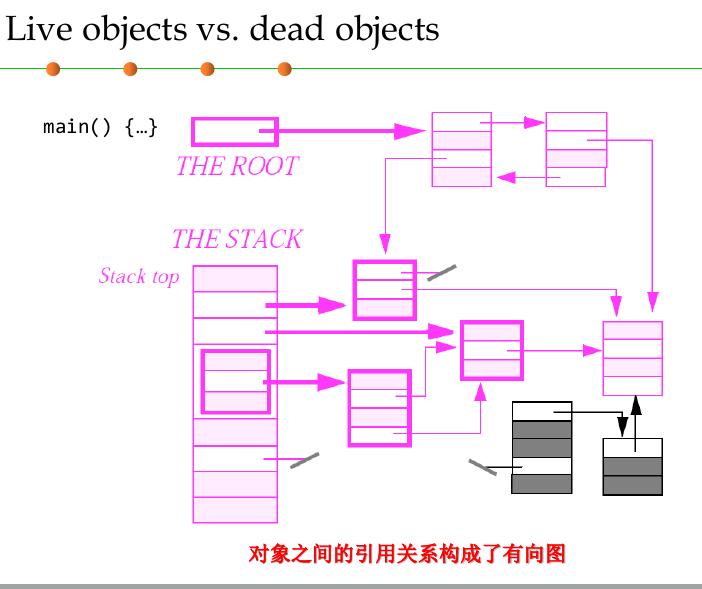 Live objects vs. dead objects
main() {…}
THE ROOT
THE STACK
Stack top
对象之间的引用关系构成了有向图